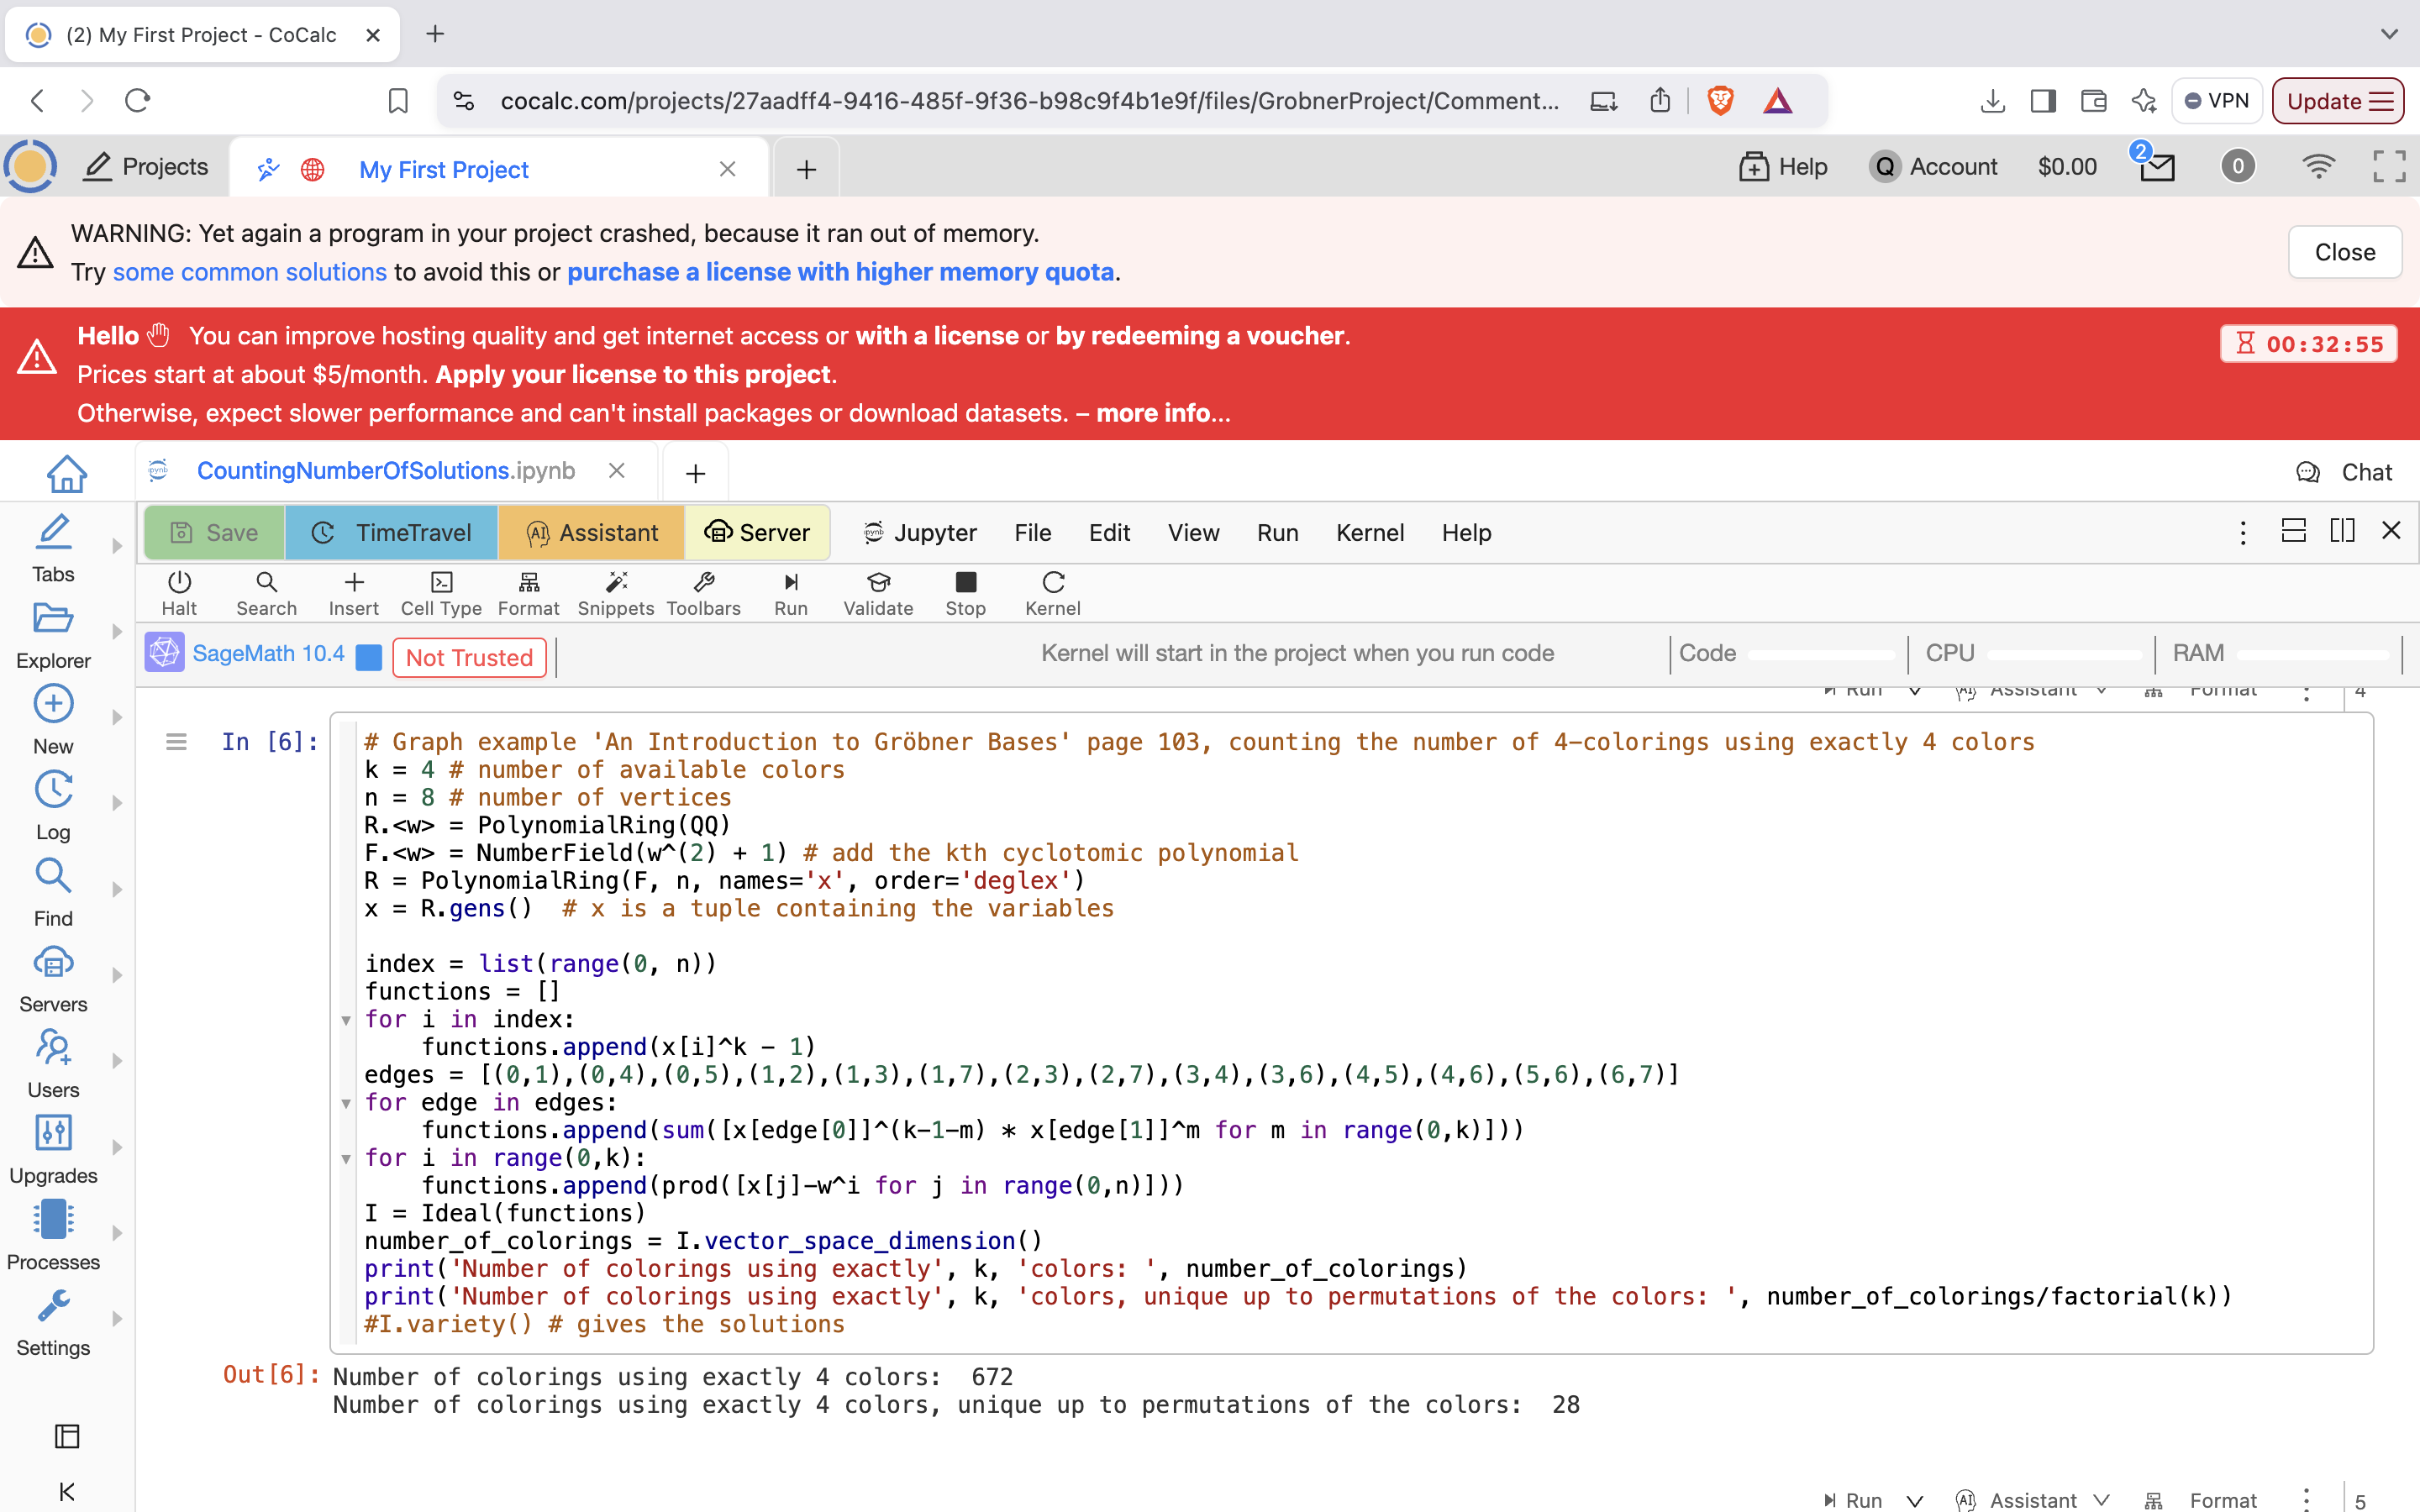 (2) My First Project - CoCalc
cocalc.com/projects/27aadff4-9416-485f-9f36-b98c9f4b1e9f/files/GrobnerProject/Comment...
VPN
Update
Projects
My First Project
Help
Q Account
$0.00
2
0
WARNING: Yet again a program in your project crashed, because it ran out of memory.
Try some common solutions to avoid this or purchase a license with higher memory quota.
Close
Hello You can improve hosting quality and get internet access or with a license or by redeeming a voucher.
Prices start at about $5/month. Apply your license to this project.
Otherwise, expect slower performance and can't install packages or download datasets. – more info...
00:32:55
CountingNumberOfSolutions.ipynb
Chat
Save
TimeTravel
AI Assistant
Server
Jupyter
File
Edit
View
Run
Kernel
Help
Tabs
Explorer
New
Log
Find
Servers
Users
Upgrades
Processes
Settings
Halt
Search
Insert
Cell Type
Format
Snippets
Toolbars
Run
Validate
Stop
Kernel
SageMath 10.4
Not Trusted
Kernel will start in the project when you run code
Code
CPU
RAM
Run
Assistant
Format
4
In [6]:
# Graph example 'An Introduction to Gröbner Bases' page 103, counting the number of 4-colorings using exactly 4 colors
k = 4 # number of available colors
n = 8 # number of vertices
R.<w> = PolynomialRing(QQ)
F.<w> = NumberField(w^(2) + 1) # add the kth cyclotomic polynomial
R = PolynomialRing(F, n, names='x', order='deglex')
x = R.gens()  # x is a tuple containing the variables
index = list(range(0, n))
functions = []
for i in index:
    functions.append(x[i]^k - 1)
edges = [(0,1),(0,4),(0,5),(1,2),(1,3),(1,7),(2,3),(2,7),(3,4),(3,6),(4,5),(4,6),(5,6),(6,7)]
for edge in edges:
    functions.append(sum([x[edge[0]]^(k-1-m) * x[edge[1]]^m for m in range(0,k)]))
for i in range(0,k):
    functions.append(prod([x[j]-w^i for j in range(0,n)]))
I = Ideal(functions)
number_of_colorings = I.vector_space_dimension()
print('Number of colorings using exactly', k, 'colors: ', number_of_colorings)
print('Number of colorings using exactly', k, 'colors, unique up to permutations of the colors: ', number_of_colorings/factorial(k))
#I.variety() # gives the solutions
Out[6]:
Number of colorings using exactly 4 colors:  672
Number of colorings using exactly 4 colors, unique up to permutations of the colors:  28
Run
AI Assistant
Format
5